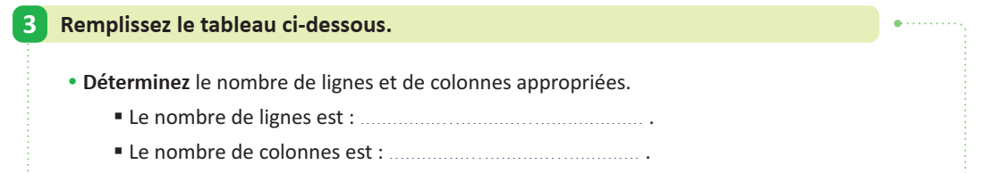 3 Remplissez le tableau ci-dessous.
• Déterminez le nombre de lignes et de colonnes appropriées.
▪ Le nombre de lignes est : ...................................................... .
▪ Le nombre de colonnes est : ................................................ .